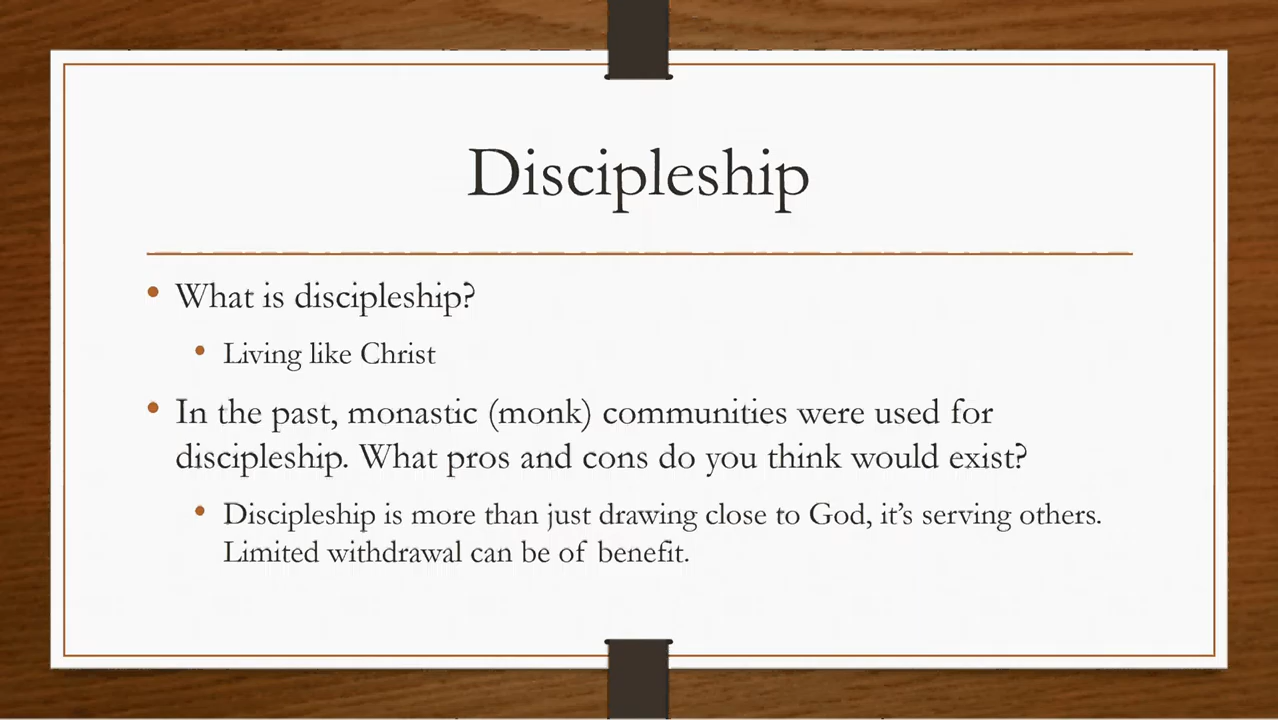 Discipleship
• What is discipleship?
• Living like Christ
• In the past, monastic (monk) communities were used for
discipleship. What pros and cons do you think would exist?
• Discipleship is more than just drawing close to God, it’s serving others.
Limited withdrawal can be of benefit.